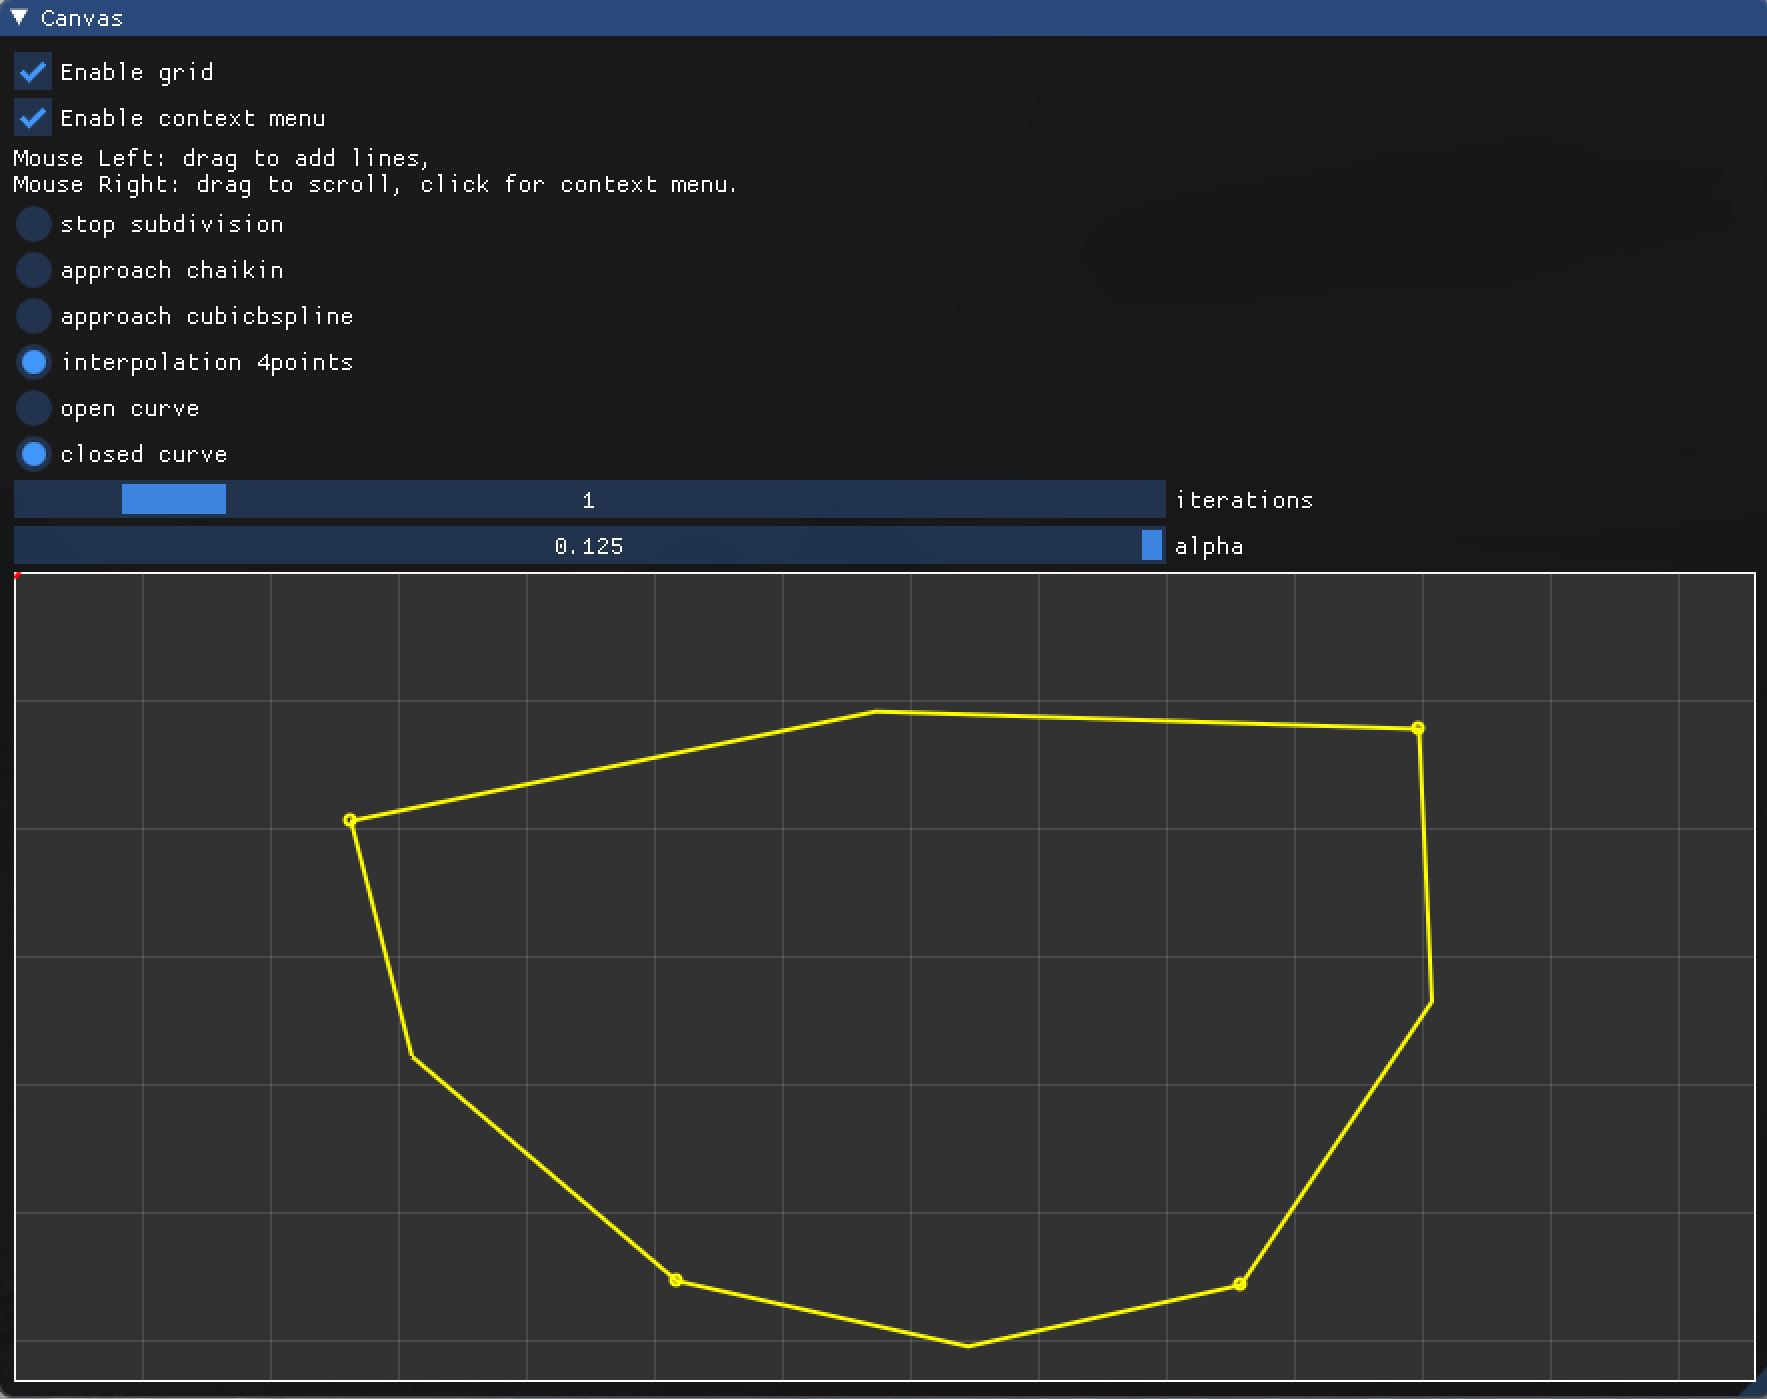 Canvas
Enable grid
Enable context menu
Mouse Left: drag to add lines,
Mouse Right: drag to scroll, click for context menu.
stop subdivision
approach chaikin
approach cubicbspline
interpolation 4points
open curve
closed curve
1 iterations
0.125 alpha